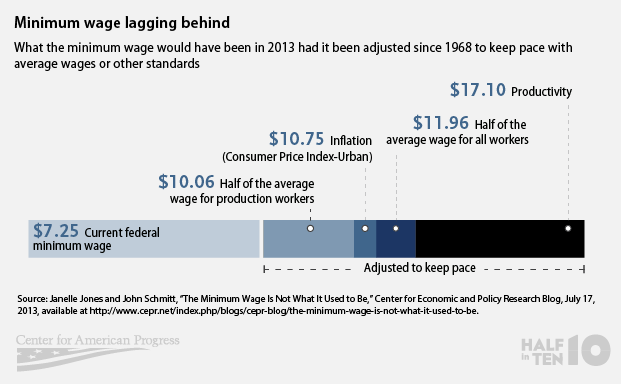 Minimum wage lagging behind
What the minimum wage would have been in 2013 had it been adjusted since 1968 to keep pace with
average wages or other standards
$17.10 Productivity
$11.96 Half of the
average wage for all workers
$10.75 Inflation
(Consumer Price Index-Urban)
$10.06 Half of the average
wage for production workers
$7.25 Current federal
minimum wage
Adjusted to keep pace
Source: Janelle Jones and John Schmitt, "The Minimum Wage Is Not What It Used to Be," Center for Economic and Policy Research Blog, July 17,
2013, available at http://www.cepr.net/index.php/blogs/cepr-blog/the-minimum-wage-is-not-what-it-used-to-be.
Center for American Progress
HALF
in TEN 10